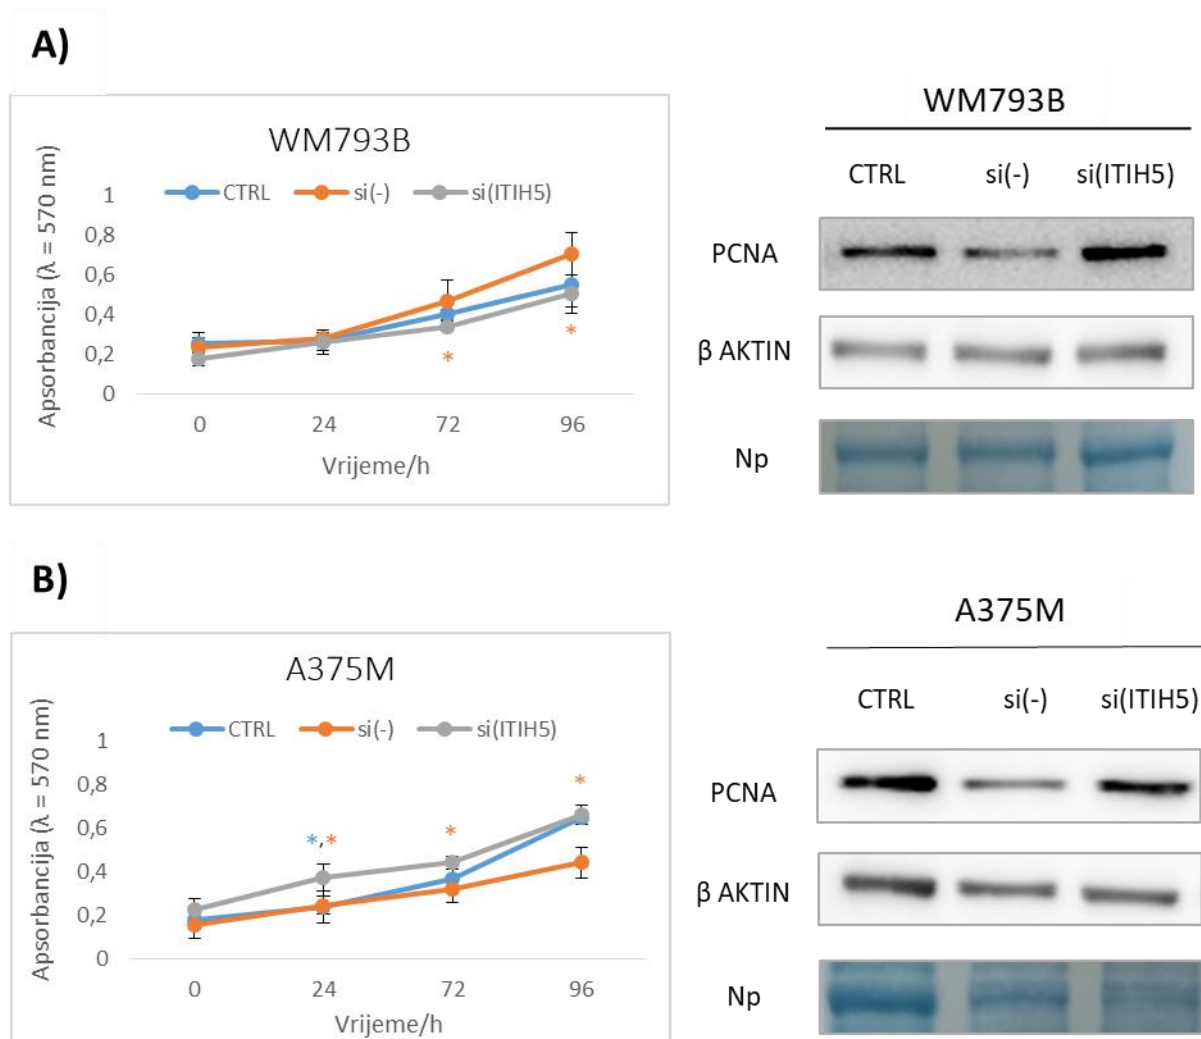 A)
WM793B
CTRL si(-) si(ITIH5)
Apsorbancija (λ = 570 nm)
1
0,8
0,6
0,4
0,2
0
* *
0 24 72 96
Vrijeme/h
WM793B
CTRL si(-) si(ITIH5)
PCNA
β AKTIN
Np
B)
A375M
CTRL si(-) si(ITIH5)
Apsorbancija (λ = 570 nm)
1
0,8
0,6
0,4
0,2
0
*,* * *
0 24 72 96
Vrijeme/h
A375M
CTRL si(-) si(ITIH5)
PCNA
β AKTIN
Np